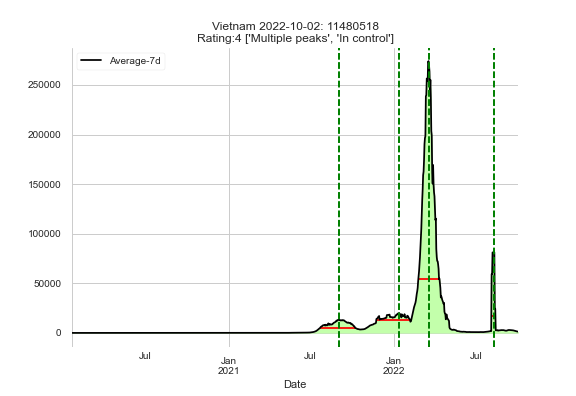 Vietnam 2022-10-02: 11480518
Rating:4 ['Multiple peaks', 'In control']
Average-7d
250000
200000
150000
100000
50000
0
Jul
Jan
2021
Jul
Jan
2022
Jul
Date